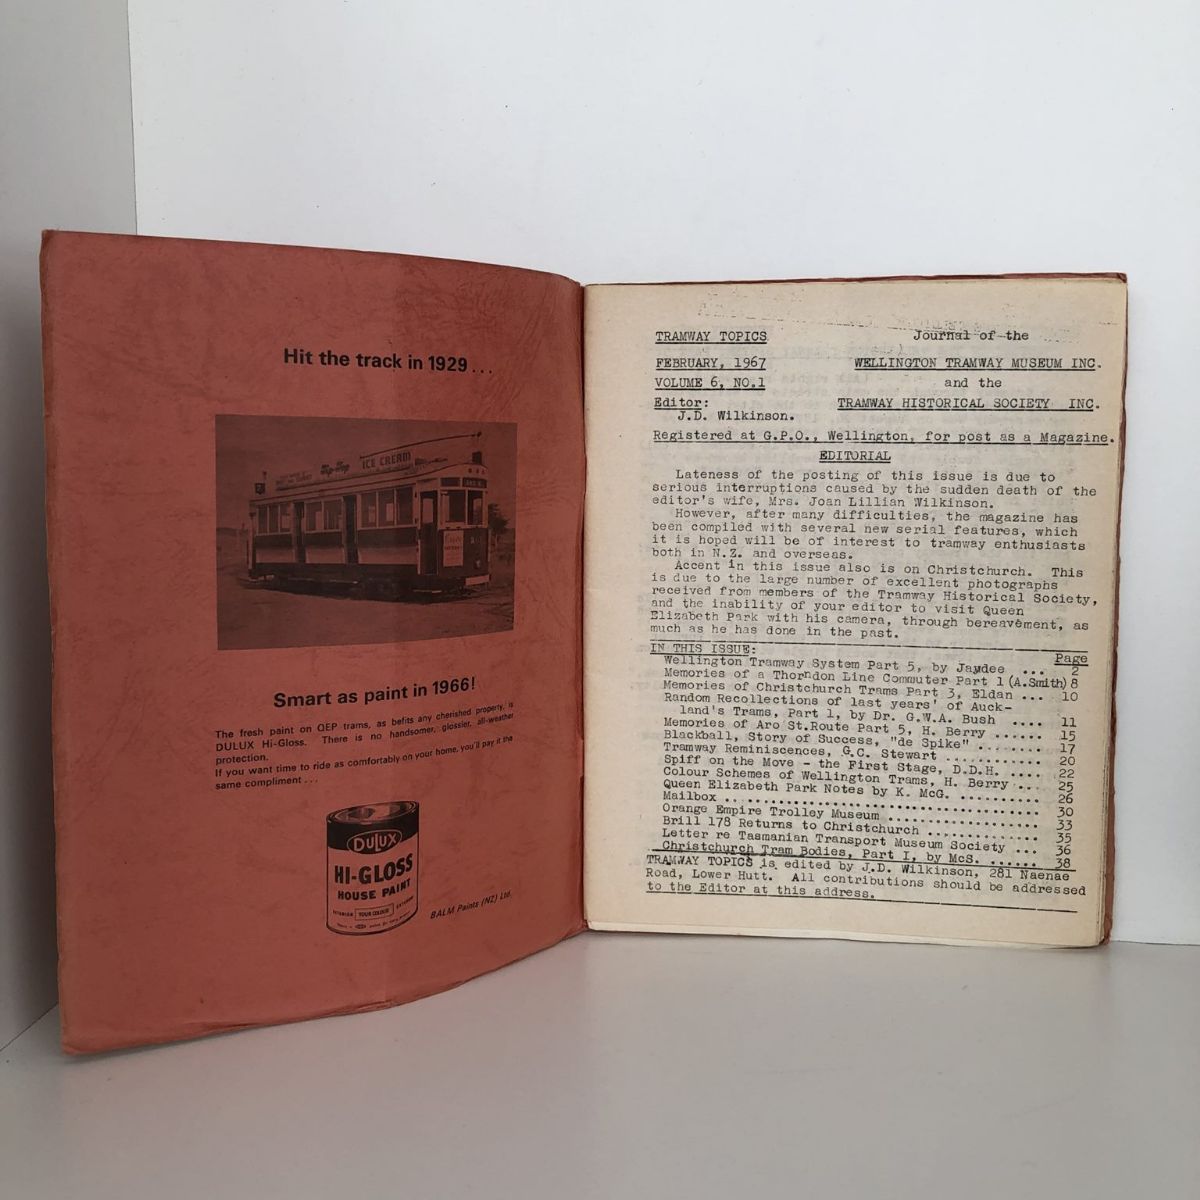 Hit the track in 1929 ...
Tip-Top ICE CREAM
Smart as paint in 1966!
The fresh paint on QEP trams, as befits any cherished property, is
DULUX Hi-Gloss. There is no handsomer, glossier, all-weather
protection.
If you want time to ride as comfortably on your home, you'll pay it the
same compliment ...
DULUX
HI-GLOSS
HOUSE PAINT
INTERIOR YOUR COLOUR EXTERIOR
BALM Paints (NZ) Ltd.
TRAMWAY TOPICS Journal of the
FEBRUARY, 1967 WELLINGTON TRAMWAY MUSEUM INC.
VOLUME 6, NO.1 and the
Editor: TRAMWAY HISTORICAL SOCIETY INC.
J.D. Wilkinson.
Registered at G.P.O., Wellington, for post as a Magazine.
EDITORIAL
Lateness of the posting of this issue is due to
serious interruptions caused by the sudden death of the
editor's wife, Mrs. Joan Lillian Wilkinson.
However, after many difficulties, the magazine has
been compiled with several new serial features, which
it is hoped will be of interest to tramway enthusiasts
both in N.Z. and overseas.
Accent in this issue also is on Christchurch. This
is due to the large number of excellent photographs
received from members of the Tramway Historical Society,
and the inability of your editor to visit Queen
Elizabeth Park with his camera, through bereavement, as
much as he has done in the past.
IN THIS ISSUE: Page
Wellington Tramway System Part 5, by Jaydee ... 2
Memories of a Thorndon Line Commuter Part 1 (A.Smith) 8
Memories of Christchurch Trams Part 3, Eldan ... 10
Random Recollections of last years' of Auck-
land's Trams, Part 1, by Dr. G.W.A. Bush .... 11
Memories of Aro St.Route Part 5, H. Berry ...... 15
Blackball, Story of Success, "de Spike" ........ 17
Tramway Reminiscences, G.C. Stewart ............ 20
Spiff on the Move - the First Stage, D.D.H. .... 22
Colour Schemes of Wellington Trams, H. Berry ... 25
Queen Elizabeth Park Notes by K. McG. .......... 26
Mailbox ........................................ 30
Orange Empire Trolley Museum ................... 33
Brill 178 Returns to Christchurch .............. 35
Letter re Tasmanian Transport Museum Society ... 36
Christchurch Tram Bodies, Part I, by McS. ...... 38
TRAMWAY TOPICS is edited by J.D. Wilkinson, 281 Naenae
Road, Lower Hutt. All contributions should be addressed
to the Editor at this address.